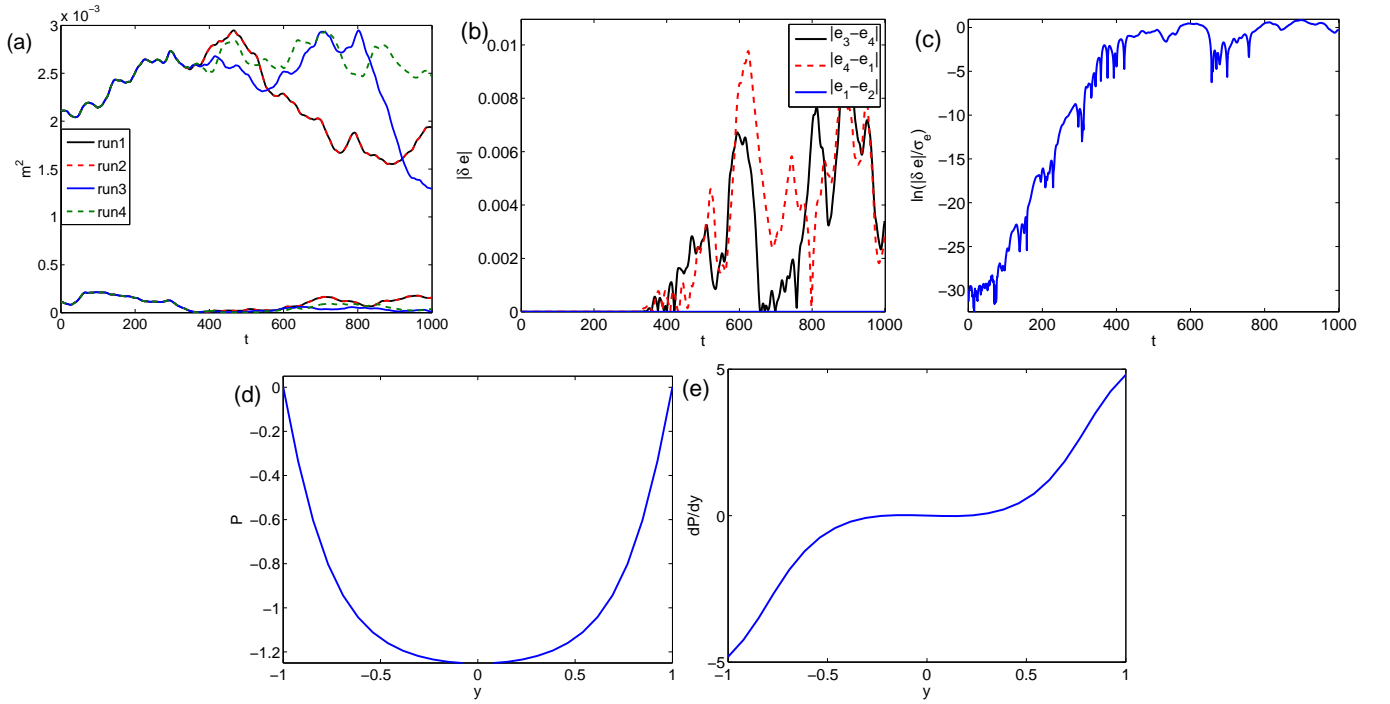 (a)
x 10⁻³
3
2.5
2
1.5
1
0.5
0
m²
run1
run2
run3
run4
0 200 400 600 800 1000
t
(b)
0.01
0.008
0.006
0.004
0.002
0
|δ e|
|e₃−e₄|
|e₄−e₁|
|e₁−e₂|
0 200 400 600 800 1000
t
(c)
0
−5
−10
−15
−20
−25
−30
ln(|δ e|/σₑ)
0 200 400 600 800 1000
t
(d)
0
−0.2
−0.4
−0.6
−0.8
−1
−1.2
P
−1 −0.5 0 0.5 1
y
(e)
5
0
−5
dP/dy
−1 −0.5 0 0.5 1
y